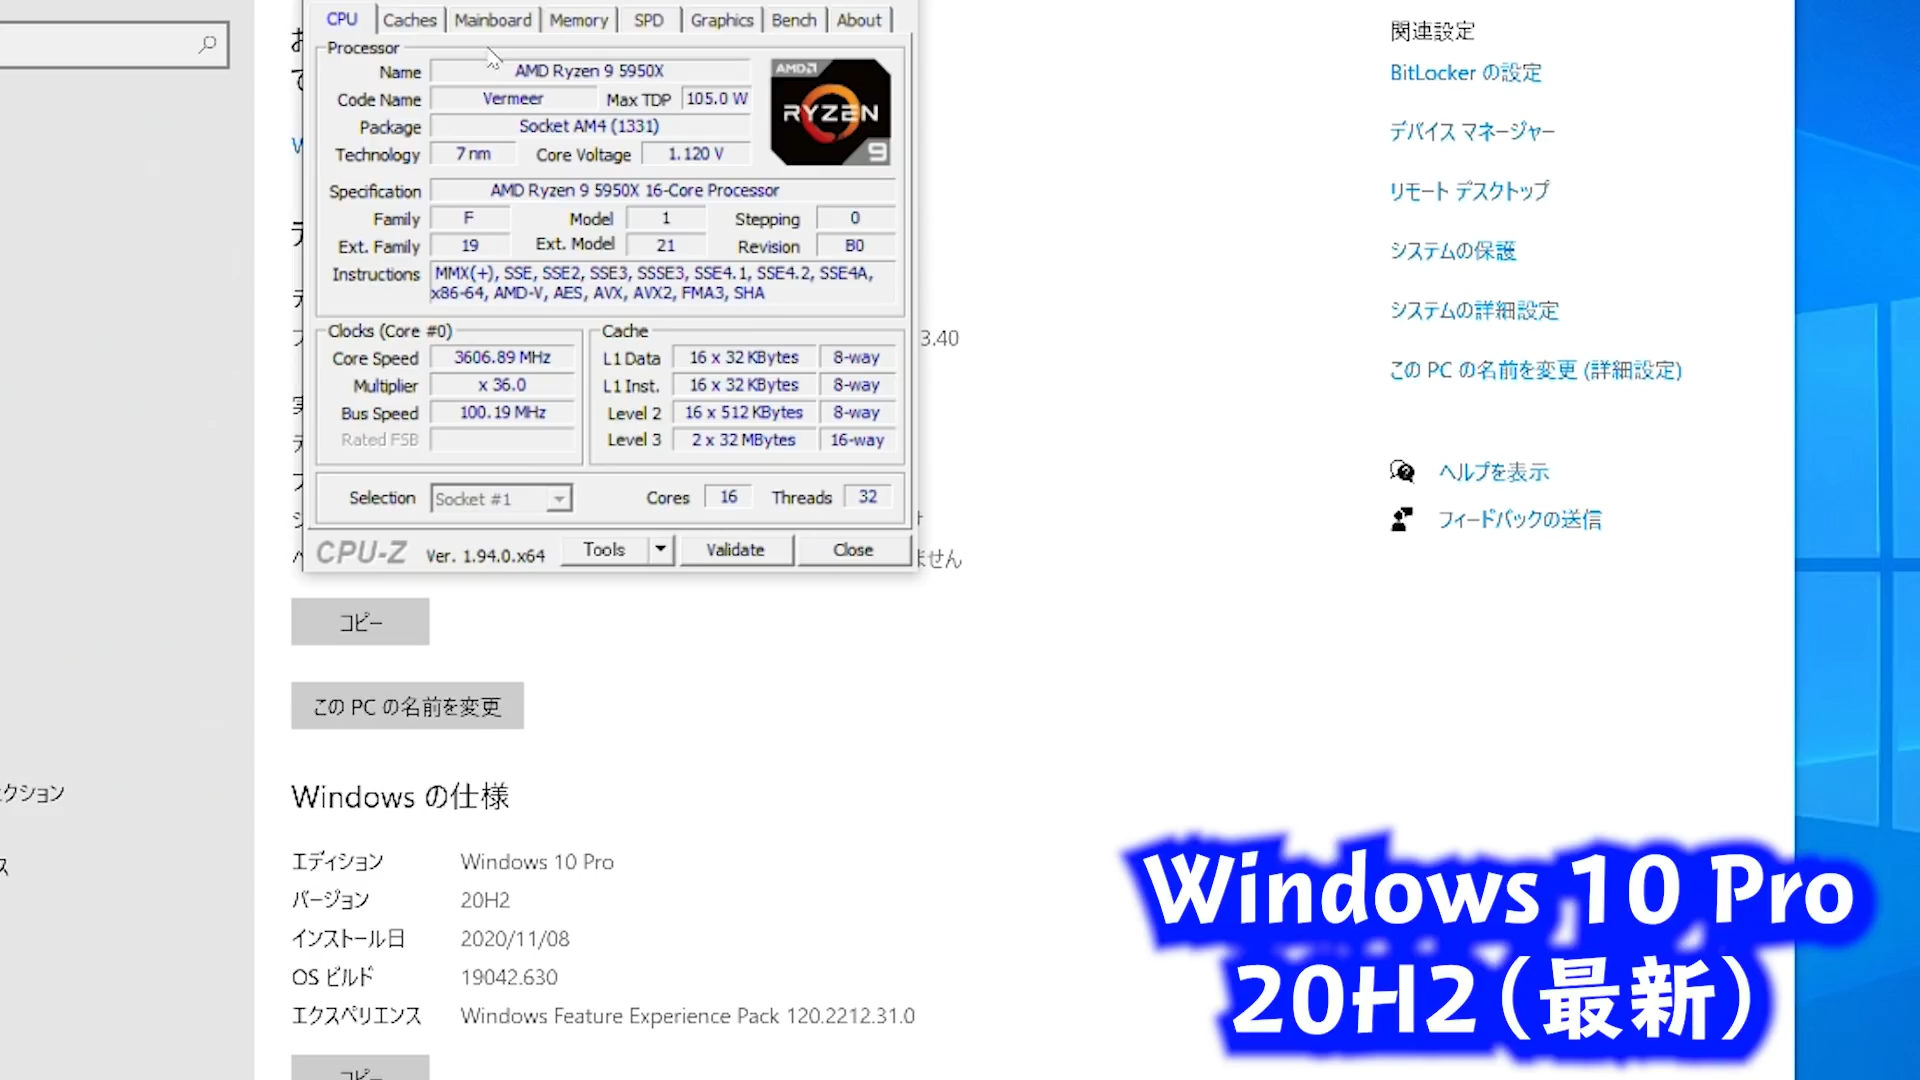 CPU Caches Mainboard Memory SPD Graphics Bench About
Processor
Name AMD Ryzen 9 5950X
Code Name Vermeer Max TDP 105.0 W
Package Socket AM4 (1331)
Technology 7 nm Core Voltage 1.120 V
AMD
RYZEN
9
Specification AMD Ryzen 9 5950X 16-Core Processor
Family F Model 1 Stepping 0
Ext. Family 19 Ext. Model 21 Revision B0
Instructions MMX(+), SSE, SSE2, SSE3, SSSE3, SSE4.1, SSE4.2, SSE4A,
x86-64, AMD-V, AES, AVX, AVX2, FMA3, SHA
Clocks (Core #0)
Core Speed 3606.89 MHz
Multiplier x 36.0
Bus Speed 100.19 MHz
Rated FSB
Cache
L1 Data 16 x 32 KBytes 8-way
L1 Inst. 16 x 32 KBytes 8-way
Level 2 16 x 512 KBytes 8-way
Level 3 2 x 32 MBytes 16-way
Selection Socket #1 Cores 16 Threads 32
CPU-Z Ver. 1.94.0.x64 Tools Validate Close
3.40
ません
コピー
この PC の名前を変更
クション
ス
Windows の仕様
エディション Windows 10 Pro
バージョン 20H2
インストール日 2020/11/08
OS ビルド 19042.630
エクスペリエンス Windows Feature Experience Pack 120.2212.31.0
コピー
関連設定
BitLocker の設定
デバイス マネージャー
リモート デスクトップ
システムの保護
システムの詳細設定
この PC の名前を変更 (詳細設定)
ヘルプを表示
フィードバックの送信
Windows 10 Pro
20H2(最新)